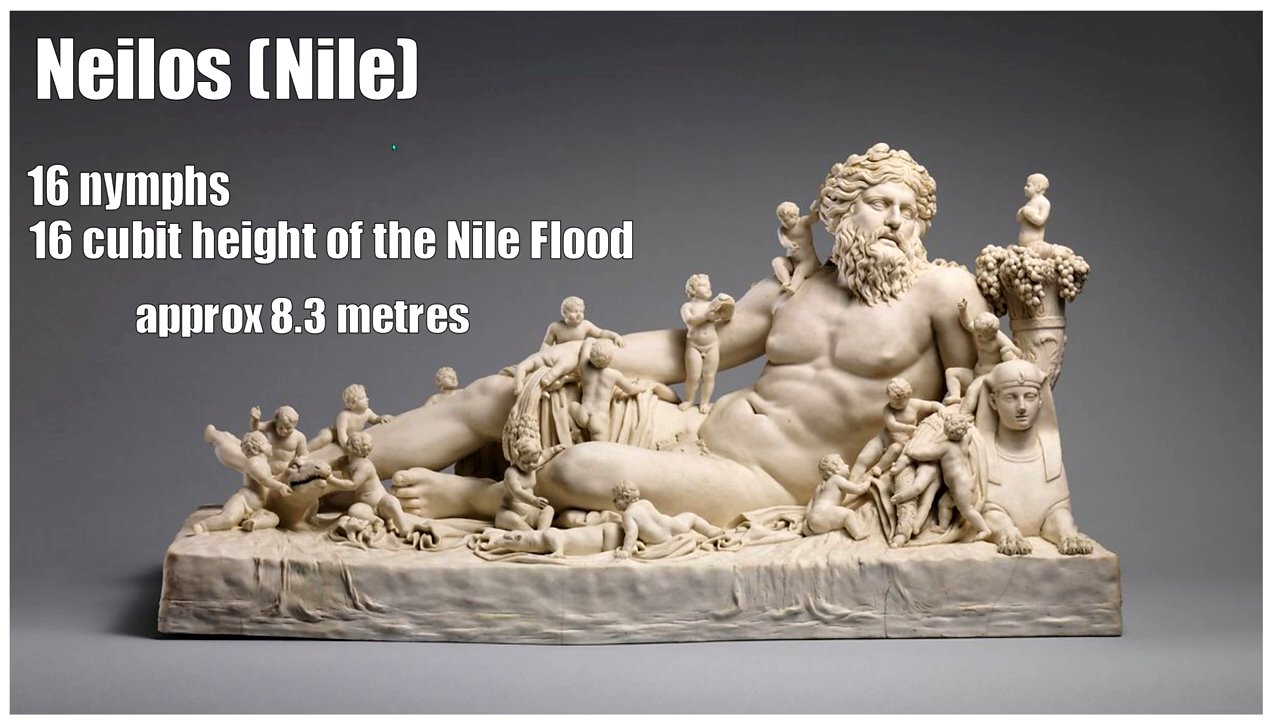 Neilos (Nile)
16 nymphs
16 cubit height of the Nile Flood
approx 8.3 metres